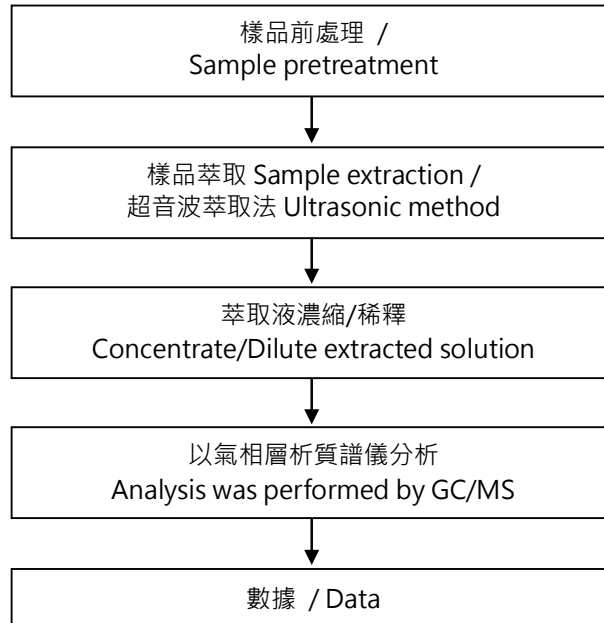 樣品前處理 /
Sample pretreatment
樣品萃取 Sample extraction /
超音波萃取法 Ultrasonic method
萃取液濃縮/稀釋
Concentrate/Dilute extracted solution
以氣相層析質譜儀分析
Analysis was performed by GC/MS
數據 / Data